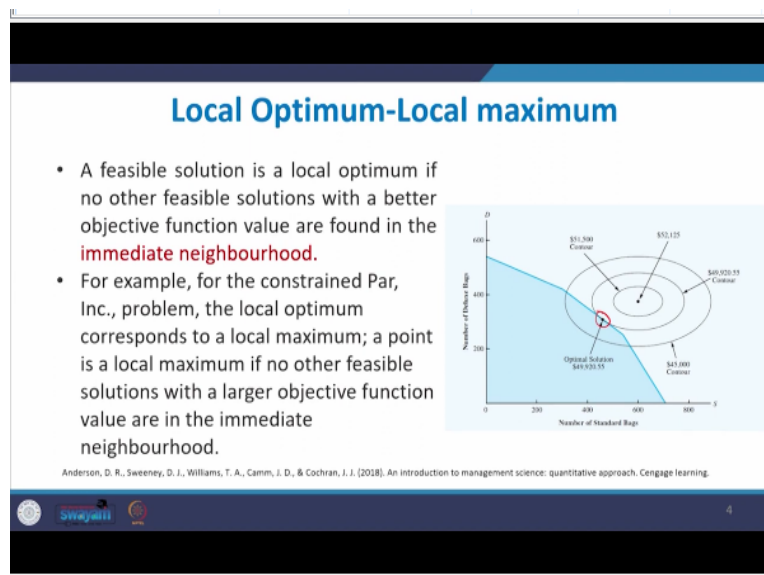 Local Optimum-Local maximum
• A feasible solution is a local optimum if
no other feasible solutions with a better
objective function value are found in the
immediate neighbourhood.
• For example, for the constrained Par,
Inc., problem, the local optimum
corresponds to a local maximum; a point
is a local maximum if no other feasible
solutions with a larger objective function
value are in the immediate
neighbourhood.
D
600
$51,500
Contour
$52,125
$49,920.55
Contour
400
Number of Deluxe Bags
200
Optimal Solution
$49,920.55
$45,000
Contour
0 200 400 600 800 S
Number of Standard Bags
Anderson, D. R., Sweeney, D. J., Williams, T. A., Camm, J. D., & Cochran, J. J. (2018). An introduction to management science: quantitative approach. Cengage learning.
swayam
4